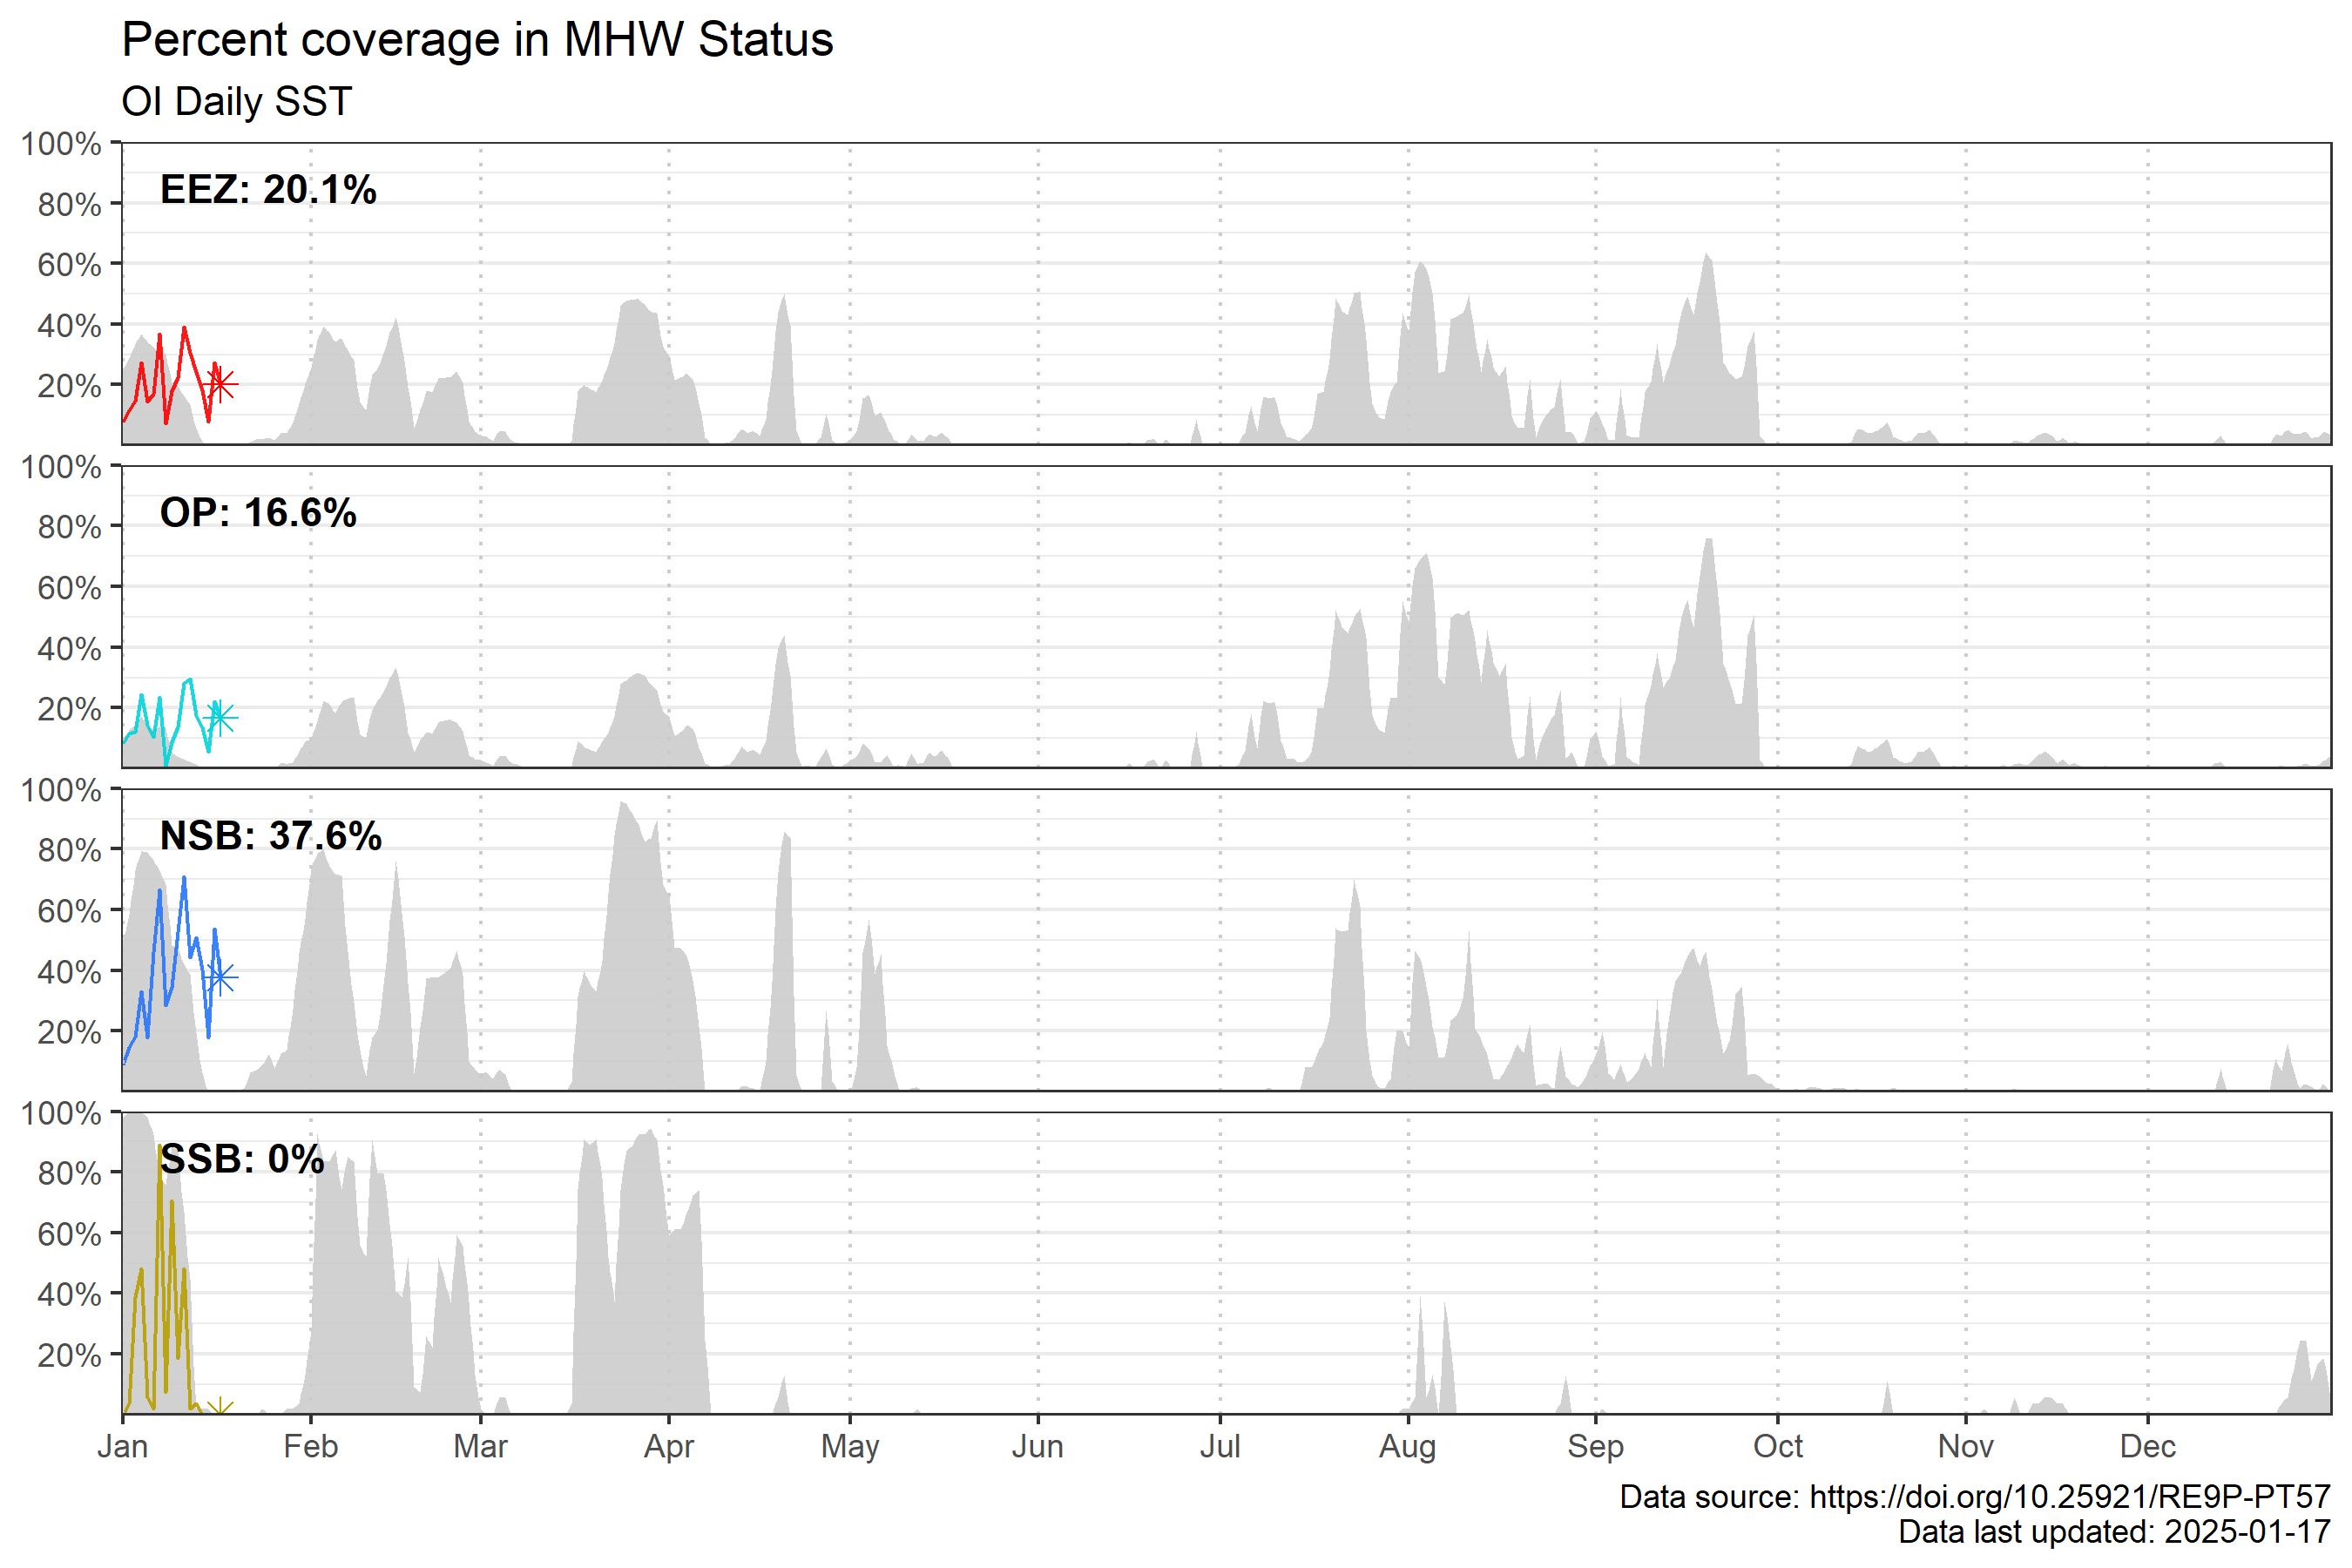 Percent coverage in MHW Status
OI Daily SST
100%
EEZ: 20.1%
80%
60%
40%
20%
100%
OP: 16.6%
80%
60%
40%
20%
100%
NSB: 37.6%
80%
60%
40%
20%
100%
SSB: 0%
80%
60%
40%
20%
Jan Feb Mar Apr May Jun Jul Aug Sep Oct Nov Dec
Data source: https://doi.org/10.25921/RE9P-PT57
Data last updated: 2025-01-17